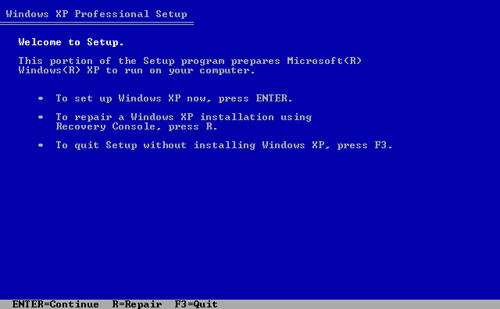 Windows XP Professional Setup
Welcome to Setup.
This portion of the Setup program prepares Microsoft(R)
Windows(R) XP to run on your computer.
• To set up Windows XP now, press ENTER.
• To repair a Windows XP installation using
Recovery Console, press R.
• To quit Setup without installing Windows XP, press F3.
ENTER=Continue R=Repair F3=Quit